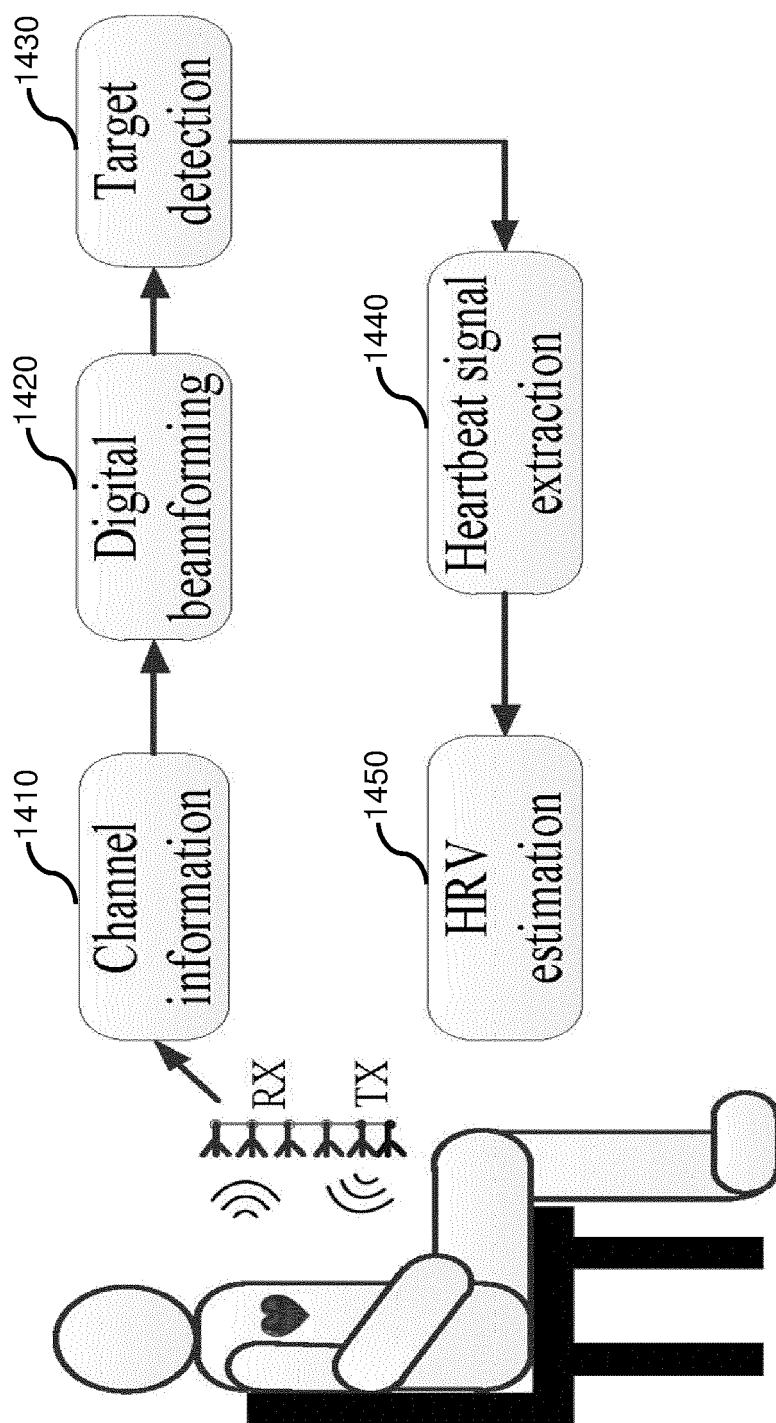 1410
Channel
information
1420
Digital
beamforming
1430
Target
detection
1440
Heartbeat signal
extraction
1450
HRV
estimation
RX
TX